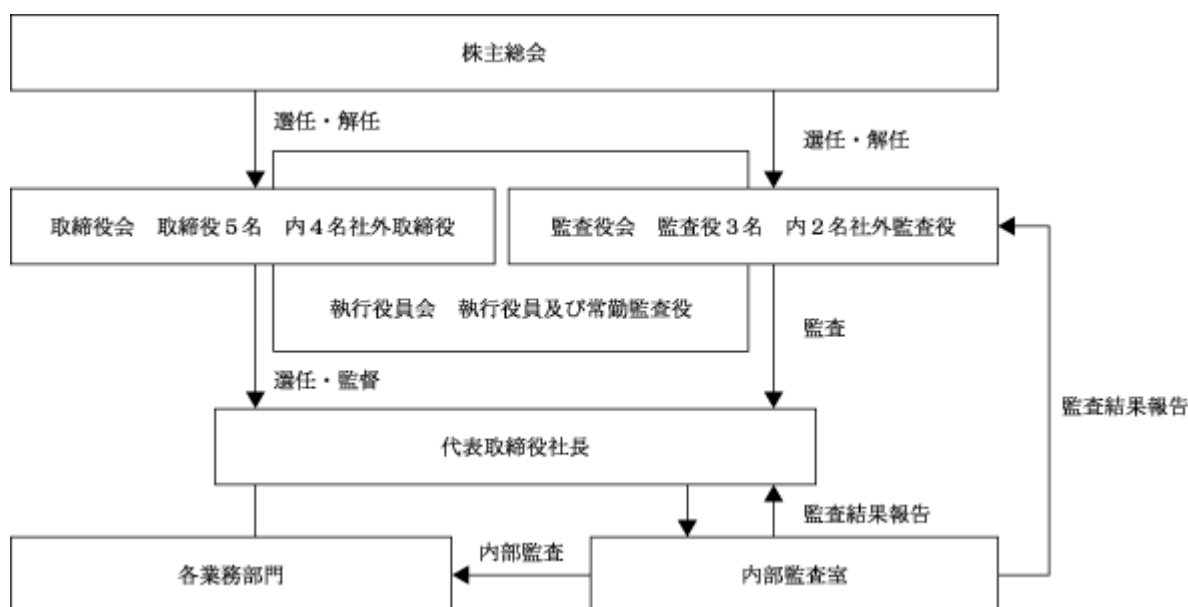 株主総会
選任・解任
選任・解任
取締役会　取締役５名　内４名社外取締役
監査役会　監査役３名　内２名社外監査役
執行役員会　執行役員及び常勤監査役
監査
選任・監督
監査結果報告
代表取締役社長
監査結果報告
内部監査
各業務部門
内部監査室